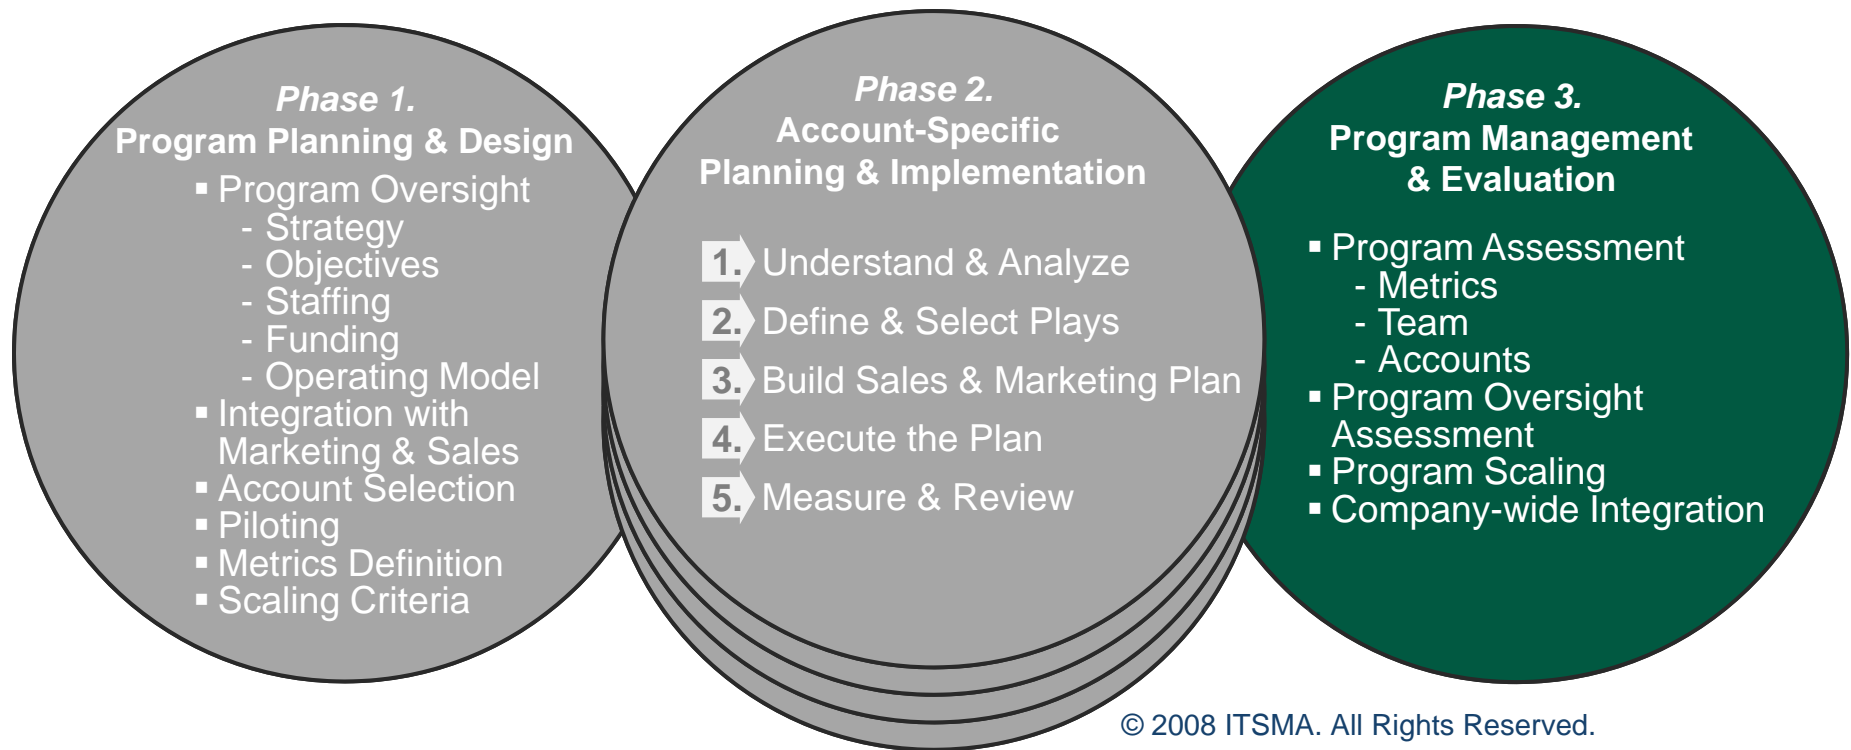 Phase 1.
Program Planning & Design
▪ Program Oversight
- Strategy
- Objectives
- Staffing
- Funding
- Operating Model
▪ Integration with
Marketing & Sales
▪ Account Selection
▪ Piloting
▪ Metrics Definition
▪ Scaling Criteria
Phase 2.
Account-Specific
Planning & Implementation
1. Understand & Analyze
2. Define & Select Plays
3. Build Sales & Marketing Plan
4. Execute the Plan
5. Measure & Review
Phase 3.
Program Management
& Evaluation
▪ Program Assessment
- Metrics
- Team
- Accounts
▪ Program Oversight
Assessment
▪ Program Scaling
▪ Company-wide Integration
© 2008 ITSMA. All Rights Reserved.